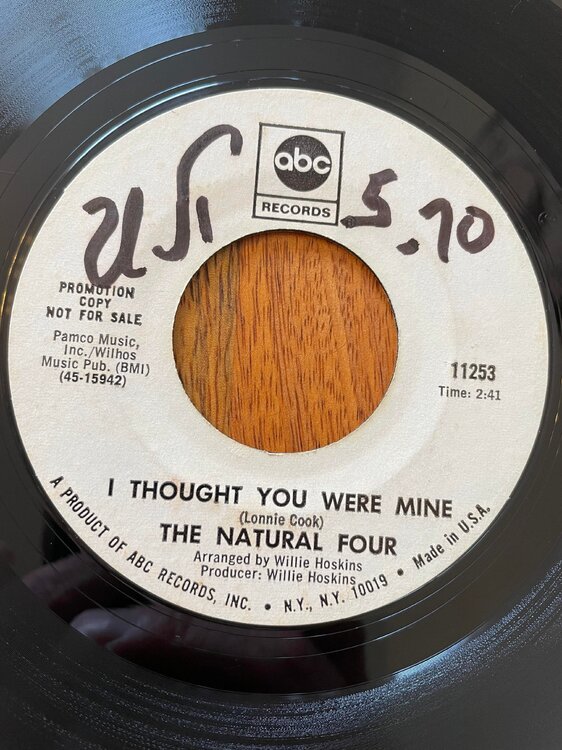 abc
RECORDS
5.70
PROMOTION
COPY
NOT FOR SALE
Pamco Music,
Inc./Wilhos
Music Pub. (BMI)
(45-15942)
11253
Time: 2:41
I THOUGHT YOU WERE MINE
(Lonnie Cook)
THE NATURAL FOUR
Arranged by Willie Hoskins
Producer: Willie Hoskins
A PRODUCT OF ABC RECORDS, INC. • N.Y., N.Y. 10019 • Made in U.S.A.